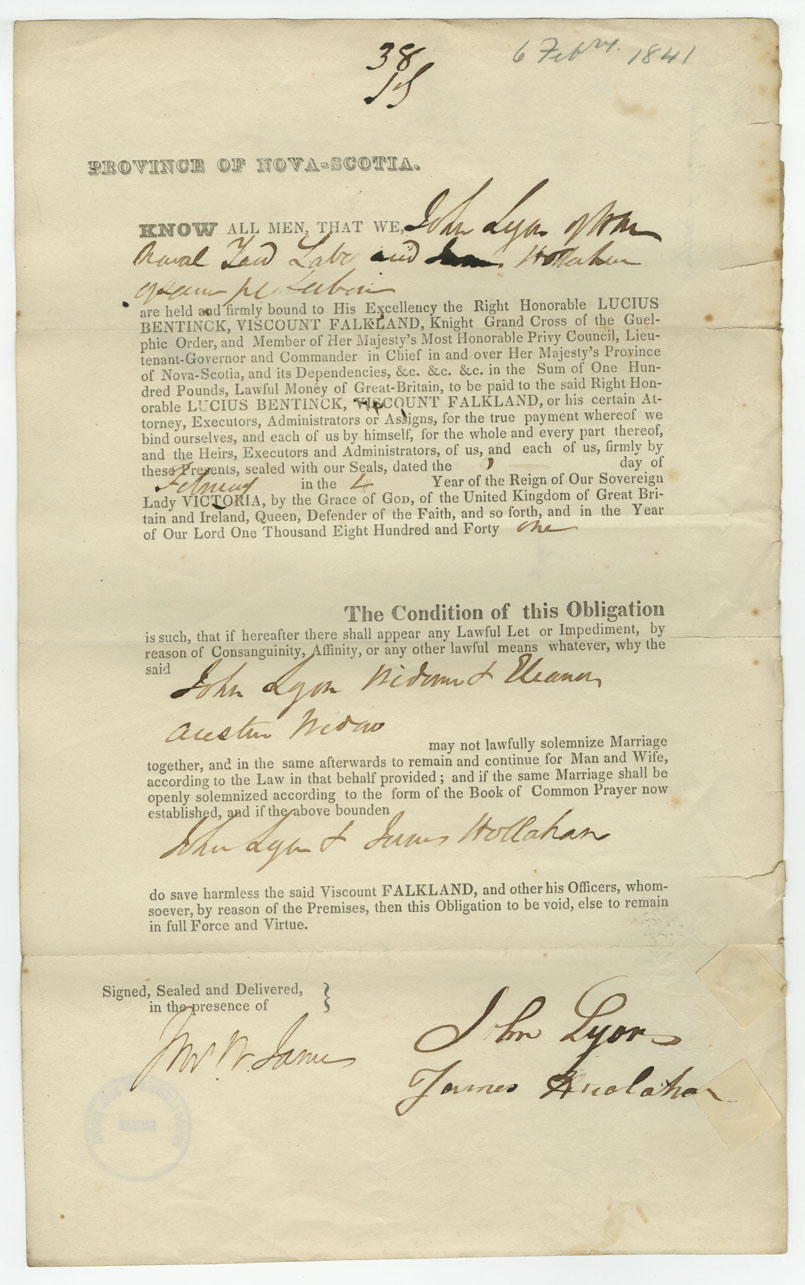 38
6 Febry. 1841
PROVINCE OF NOVA-SCOTIA.
KNOW ALL MEN, THAT WE, John Lyon of the
Naval Yard and Hollahan
of same place
are held and firmly bound to His Excellency the Right Honorable LUCIUS
BENTINCK, VISCOUNT FALKLAND, Knight Grand Cross of the Guel-
phic Order, and Member of Her Majesty's Most Honorable Privy Council, Lieu-
tenant-Governor and Commander in Chief in and over Her Majesty's Province
of Nova-Scotia, and its Dependencies, &c. &c. &c. in the Sum of One Hun-
dred Pounds, Lawful Money of Great-Britain, to be paid to the said Right Hon-
orable LUCIUS BENTINCK, VISCOUNT FALKLAND, or his certain At-
torney, Executors, Administrators or Assigns, for the true payment whereof we
bind ourselves, and each of us by himself, for the whole and every part thereof,
and the Heirs, Executors and Administrators, of us, and each of us, firmly by
these Presents, sealed with our Seals, dated the day of
February in the 4 Year of the Reign of Our Sovereign
Lady VICTORIA, by the Grace of GOD, of the United Kingdom of Great Bri-
tain and Ireland, Queen, Defender of the Faith, and so forth, and in the Year
of Our Lord One Thousand Eight Hundred and Forty one
The Condition of this Obligation
is such, that if hereafter there shall appear any Lawful Let or Impediment, by
reason of Consanguinity, Affinity, or any other lawful means whatever, why the
said
John Lyon Widower & Eleanor
Austen Widow
may not lawfully solemnize Marriage
together, and in the same afterwards to remain and continue for Man and Wife,
according to the Law in that behalf provided; and if the same Marriage shall be
openly solemnized according to the form of the Book of Common Prayer now
established, and if the above bounden
John Lyon & James Hollahan
do save harmless the said Viscount FALKLAND, and other his Officers, whom-
soever, by reason of the Premises, then this Obligation to be void, else to remain
in full Force and Virtue.
Signed, Sealed and Delivered,
in the presence of
John Lyons
W. James
James